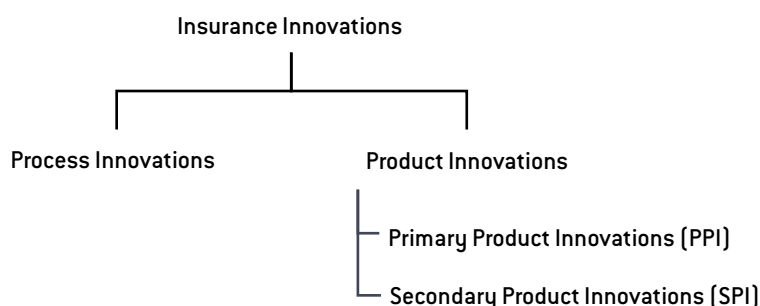 Insurance Innovations
Process Innovations
Product Innovations
Primary Product Innovations (PPI)
Secondary Product Innovations (SPI)